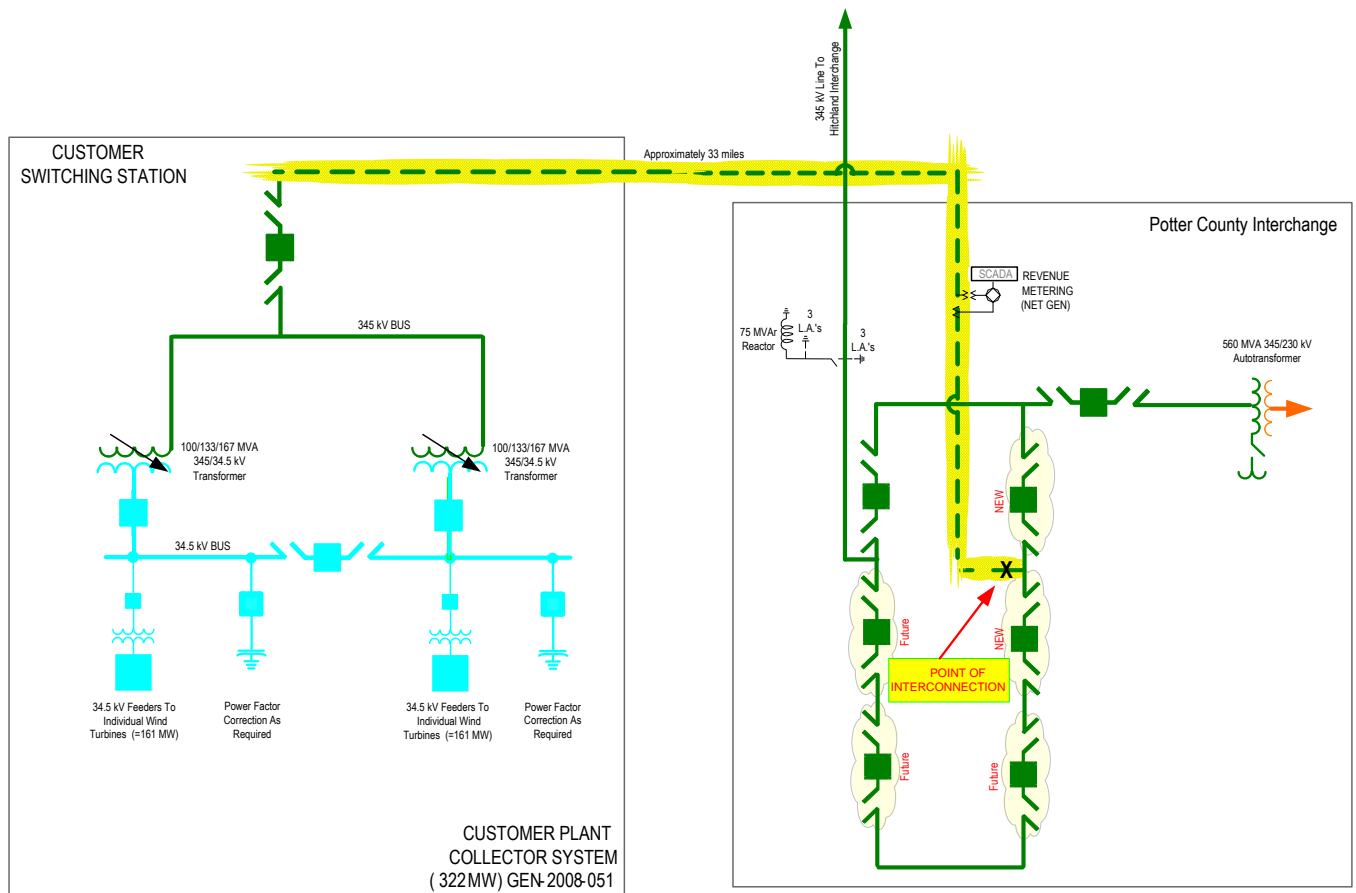 345 kV Line To
Hitchland Interchange
CUSTOMER
SWITCHING STATION
Approximately 33 miles
Potter County Interchange
SCADA
REVENUE
METERING
(NET GEN)
345 kV BUS
75 MVAr
Reactor
3
L.A.'s
3
L.A.'s
560 MVA 345/230 kV
Autotransformer
100/133/167 MVA
345/34.5 kV
Transformer
100/133/167 MVA
345/34.5 kV
Transformer
NEW
34.5 kV BUS
X
Future
NEW
POINT OF
INTERCONNECTION
34.5 kV Feeders To
Individual Wind
Turbines (=161 MW)
Power Factor
Correction As
Required
34.5 kV Feeders To
Individual Wind
Turbines (=161 MW)
Power Factor
Correction As
Required
Future
Future
CUSTOMER PLANT
COLLECTOR SYSTEM
( 322 MW) GEN-2008-051